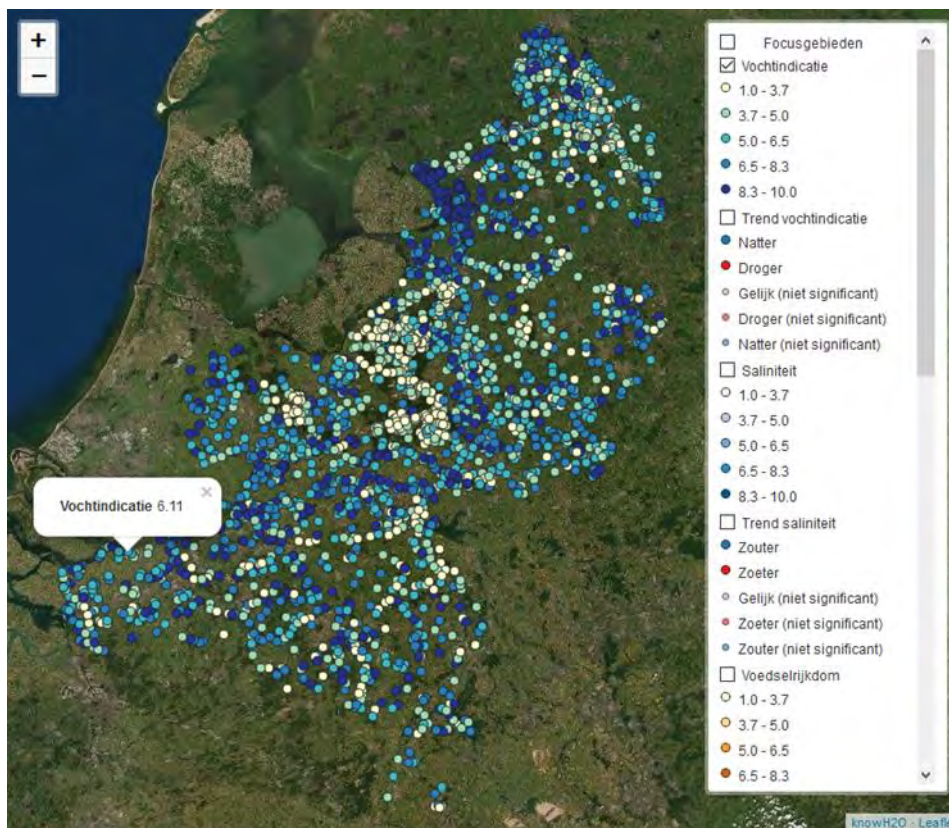 +
−
Vochtindicatie 6.11
×
Focusgebieden
Vochtindicatie
1.0 - 3.7
3.7 - 5.0
5.0 - 6.5
6.5 - 8.3
8.3 - 10.0
Trend vochtindicatie
Natter
Droger
Gelijk (niet significant)
Droger (niet significant)
Natter (niet significant)
Saliniteit
1.0 - 3.7
3.7 - 5.0
5.0 - 6.5
6.5 - 8.3
8.3 - 10.0
Trend saliniteit
Zouter
Zoeter
Gelijk (niet significant)
Zoeter (niet significant)
Zouter (niet significant)
Voedselrijkdom
1.0 - 3.7
3.7 - 5.0
5.0 - 6.5
6.5 - 8.3
knowH2O - Leafl